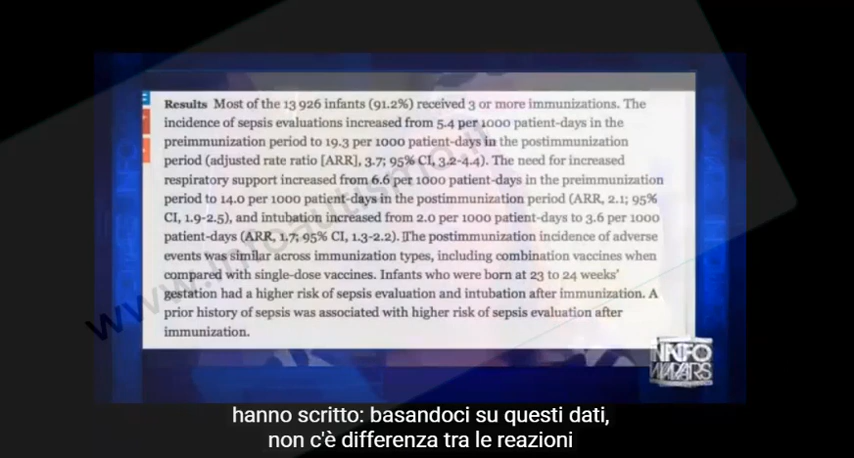 Results Most of the 13 926 infants (91.2%) received 3 or more immunizations. The
incidence of sepsis evaluations increased from 5.4 per 1000 patient-days in the
preimmunization period to 19.3 per 1000 patient-days in the postimmunization
period (adjusted rate ratio [ARR], 3.7; 95% CI, 3.2-4.4). The need for increased
respiratory support increased from 6.6 per 1000 patient-days in the preimmunization
period to 14.0 per 1000 patient-days in the postimmunization period (ARR, 2.1; 95%
CI, 1.9-2.5), and intubation increased from 2.0 per 1000 patient-days to 3.6 per 1000
patient-days (ARR, 1.7; 95% CI, 1.3-2.2). The postimmunization incidence of adverse
events was similar across immunization types, including combination vaccines when
compared with single-dose vaccines. Infants who were born at 23 to 24 weeks'
gestation had a higher risk of sepsis evaluation and intubation after immunization. A
prior history of sepsis was associated with higher risk of sepsis evaluation after
immunization.
www.infoautismo.it
INFO
WARS
hanno scritto: basandoci su questi dati,
non c'è differenza tra le reazioni